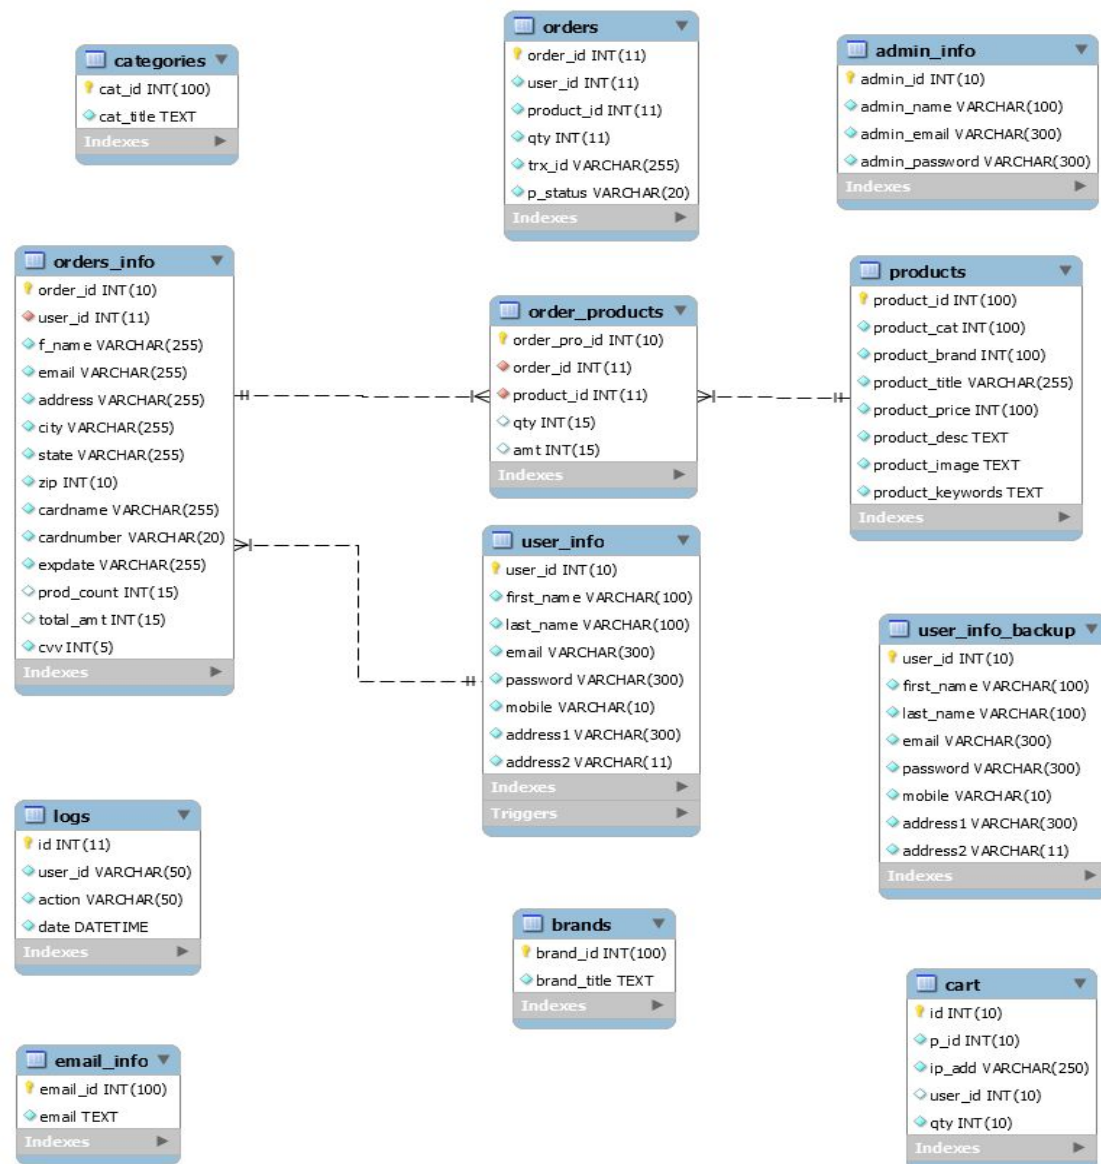 categories
cat_id INT(100)
cat_title TEXT
Indexes
orders
order_id INT(11)
user_id INT(11)
product_id INT(11)
qty INT(11)
trx_id VARCHAR(255)
p_status VARCHAR(20)
Indexes
admin_info
admin_id INT(10)
admin_name VARCHAR(100)
admin_email VARCHAR(300)
admin_password VARCHAR(300)
Indexes
orders_info
order_id INT(10)
user_id INT(11)
f_name VARCHAR(255)
email VARCHAR(255)
address VARCHAR(255)
city VARCHAR(255)
state VARCHAR(255)
zip INT(10)
cardname VARCHAR(255)
cardnumber VARCHAR(20)
expdate VARCHAR(255)
prod_count INT(15)
total_amt INT(15)
cvv INT(5)
Indexes
order_products
order_pro_id INT(10)
order_id INT(11)
product_id INT(11)
qty INT(15)
amt INT(15)
Indexes
products
product_id INT(100)
product_cat INT(100)
product_brand INT(100)
product_title VARCHAR(255)
product_price INT(100)
product_desc TEXT
product_image TEXT
product_keywords TEXT
Indexes
user_info
user_id INT(10)
first_name VARCHAR(100)
last_name VARCHAR(100)
email VARCHAR(300)
password VARCHAR(300)
mobile VARCHAR(10)
address1 VARCHAR(300)
address2 VARCHAR(11)
Indexes
Triggers
user_info_backup
user_id INT(10)
first_name VARCHAR(100)
last_name VARCHAR(100)
email VARCHAR(300)
password VARCHAR(300)
mobile VARCHAR(10)
address1 VARCHAR(300)
address2 VARCHAR(11)
Indexes
logs
id INT(11)
user_id VARCHAR(50)
action VARCHAR(50)
date DATETIME
Indexes
brands
brand_id INT(100)
brand_title TEXT
Indexes
cart
id INT(10)
p_id INT(10)
ip_add VARCHAR(250)
user_id INT(10)
qty INT(10)
Indexes
email_info
email_id INT(100)
email TEXT
Indexes